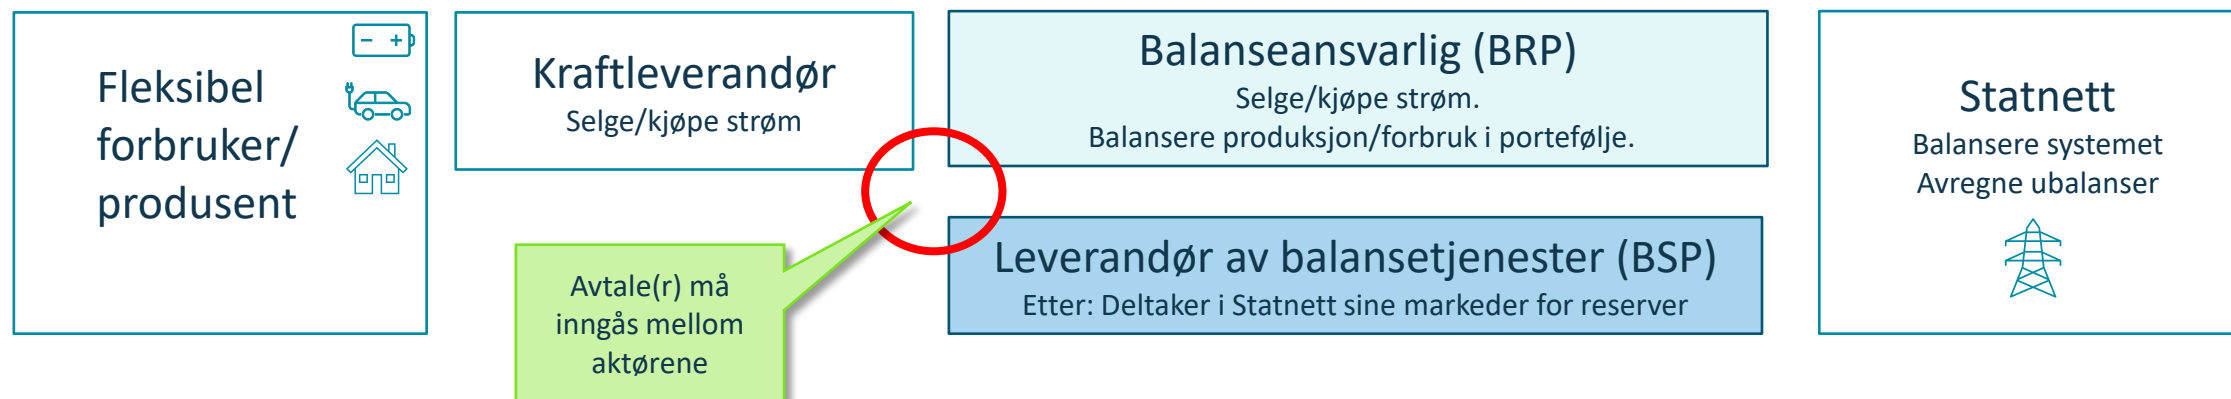 Fleksibel
forbruker/
produsent
- +
Kraftleverandør
Selge/kjøpe strøm
Balanseansvarlig (BRP)
Selge/kjøpe strøm.
Balansere produksjon/forbruk i portefølje.
Leverandør av balansetjenester (BSP)
Etter: Deltaker i Statnett sine markeder for reserver
Avtale(r) må
inngås mellom
aktørene
Statnett
Balansere systemet
Avregne ubalanser